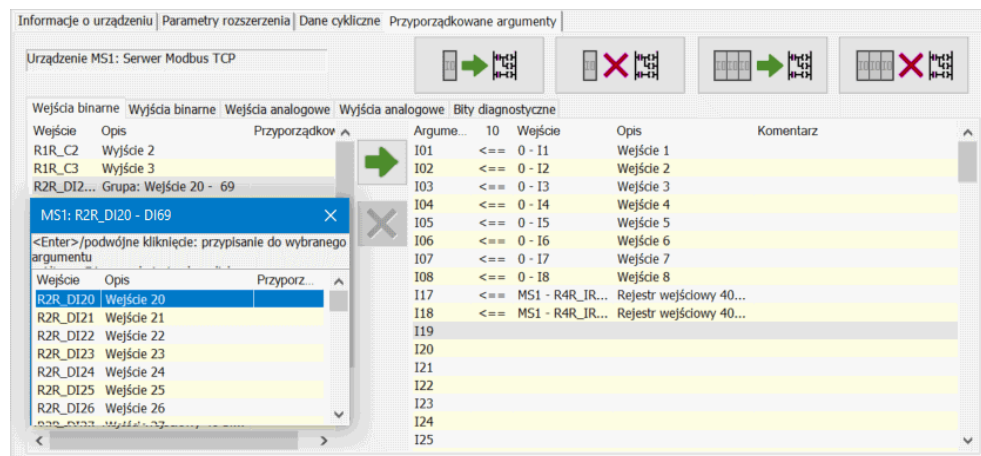 Informacje o urządzeniu Parametry rozszerzenia Dane cykliczne Przyporządkowane argumenty
Urządzenie MS1: Serwer Modbus TCP
Wejścia binarne Wyjścia binarne Wejścia analogowe Wyjścia analogowe Bity diagnostyczne
Wejście Opis Przyporządkow
R1R_C2 Wyjście 2
R1R_C3 Wyjście 3
R2R_DI2... Grupa: Wejście 20 - 69
MS1: R2R_DI20 - DI69
<Enter>/podwójne kliknięcie: przypisanie do wybranego
argumentu
Wejście Opis Przyporz...
R2R_DI20 Wejście 20
R2R_DI21 Wejście 21
R2R_DI22 Wejście 22
R2R_DI23 Wejście 23
R2R_DI24 Wejście 24
R2R_DI25 Wejście 25
R2R_DI26 Wejście 26
Argume... 10 Wejście Opis Komentarz
I01 <== 0 - I1 Wejście 1
I02 <== 0 - I2 Wejście 2
I03 <== 0 - I3 Wejście 3
I04 <== 0 - I4 Wejście 4
I05 <== 0 - I5 Wejście 5
I06 <== 0 - I6 Wejście 6
I07 <== 0 - I7 Wejście 7
I08 <== 0 - I8 Wejście 8
I17 <== MS1 - R4R_IR... Rejestr wejściowy 40...
I18 <== MS1 - R4R_IR... Rejestr wejściowy 40...
I19
I20
I21
I22
I23
I24
I25